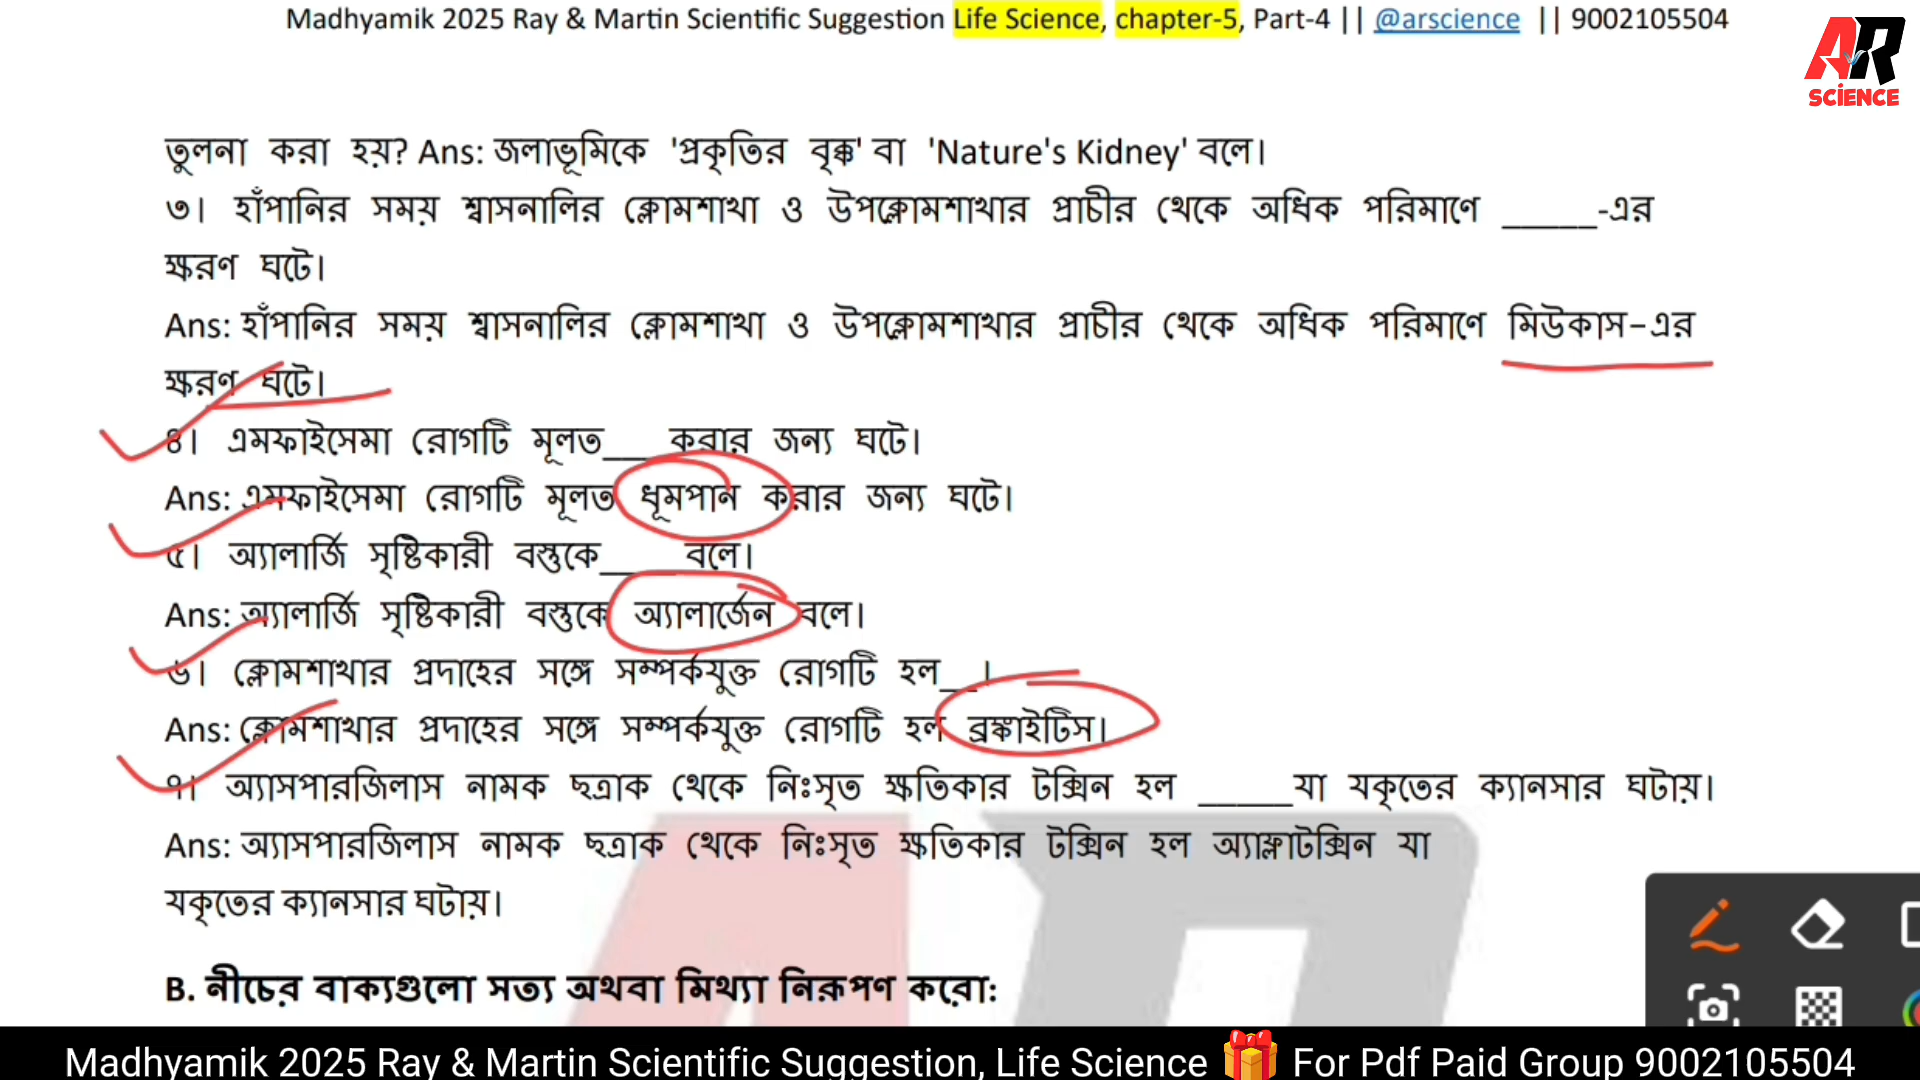 Madhyamik 2025 Ray & Martin Scientific Suggestion Life Science, chapter-5, Part-4 || @arscience || 9002105504
AR
SCIENCE
তুলনা করা হয়? Ans: জলাভূমিকে 'প্রকৃতির বৃক্ক' বা 'Nature's Kidney' বলে।
৩। হাঁপানির সময় শ্বাসনালির ক্লোমশাখা ও উপক্লোমশাখার প্রাচীর থেকে অধিক পরিমাণে _____-এর
ক্ষরণ ঘটে।
Ans: হাঁপানির সময় শ্বাসনালির ক্লোমশাখা ও উপক্লোমশাখার প্রাচীর থেকে অধিক পরিমাণে মিউকাস–এর
ক্ষরণ ঘটে।
৪। এমফাইসেমা রোগটি মূলত___ করার জন্য ঘটে।
Ans: এমফাইসেমা রোগটি মূলত ধূমপান করার জন্য ঘটে।
৫। অ্যালার্জি সৃষ্টিকারী বস্তুকে____ বলে।
Ans: অ্যালার্জি সৃষ্টিকারী বস্তুকে অ্যালার্জেন বলে।
৬। ক্লোমশাখার প্রদাহের সঙ্গে সম্পর্কযুক্ত রোগটি হল__।
Ans: ক্লোমশাখার প্রদাহের সঙ্গে সম্পর্কযুক্ত রোগটি হল ব্রঙ্কাইটিস।
৭। অ্যাসপারজিলাস নামক ছত্রাক থেকে নিঃসৃত ক্ষতিকার টক্সিন হল _____যা যকৃতের ক্যানসার ঘটায়।
Ans: অ্যাসপারজিলাস নামক ছত্রাক থেকে নিঃসৃত ক্ষতিকার টক্সিন হল অ্যাফ্লাটক্সিন যা
যকৃতের ক্যানসার ঘটায়।
B. নীচের বাক্যগুলো সত্য অথবা মিথ্যা নিরূপণ করো:
Madhyamik 2025 Ray & Martin Scientific Suggestion, Life Science 🎁 For Pdf Paid Group 9002105504